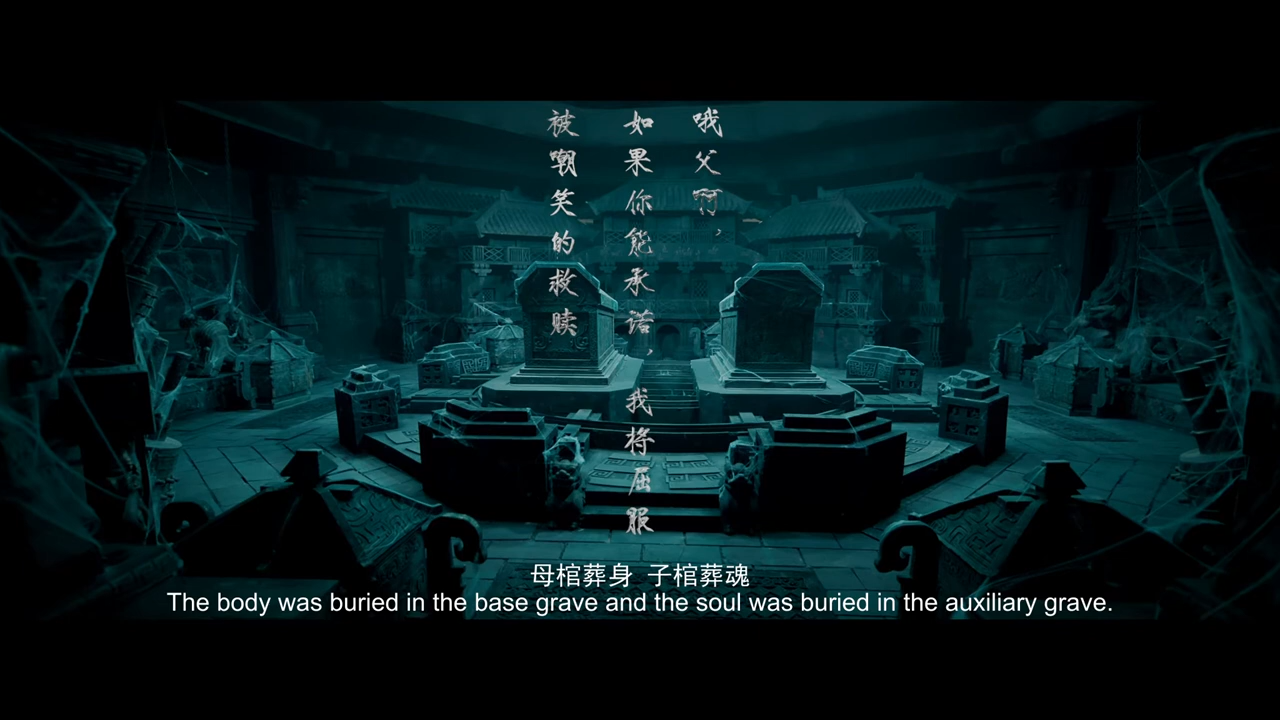 哦父啊，
如果你能承诺，我将屈服
被嘲笑的救赎
母棺葬身 子棺葬魂
The body was buried in the base grave and the soul was buried in the auxiliary grave.